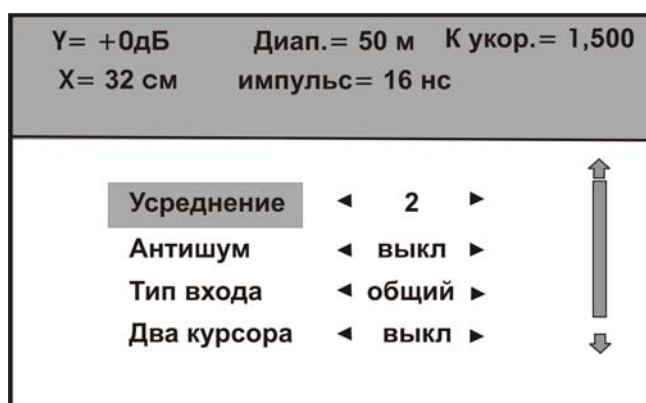 Y= +0дБ Диап.= 50 м К укор.= 1,500
X= 32 см импульс= 16 нс
Усреднение ◄ 2 ►
Антишум ◄ выкл ►
Тип входа ◄ общий ►
Два курсора ◄ выкл ►